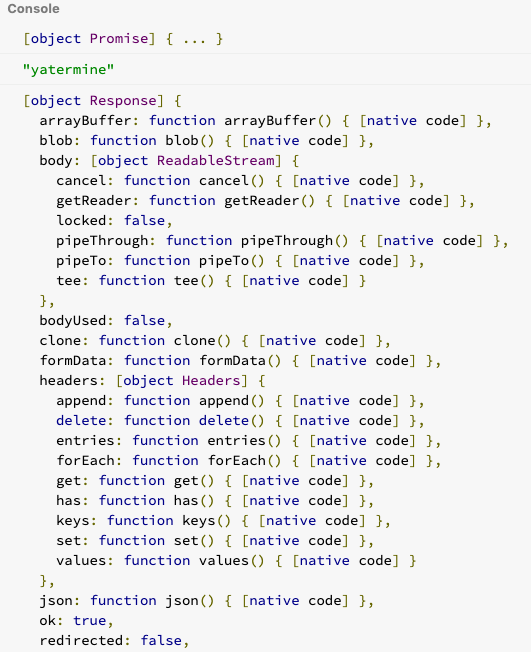 Console
[object Promise] { ... }
"yatermine"
[object Response] {
arrayBuffer: function arrayBuffer() { [native code] },
blob: function blob() { [native code] },
body: [object ReadableStream] {
cancel: function cancel() { [native code] },
getReader: function getReader() { [native code] },
locked: false,
pipeThrough: function pipeThrough() { [native code] },
pipeTo: function pipeTo() { [native code] },
tee: function tee() { [native code] }
},
bodyUsed: false,
clone: function clone() { [native code] },
formData: function formData() { [native code] },
headers: [object Headers] {
append: function append() { [native code] },
delete: function delete() { [native code] },
entries: function entries() { [native code] },
forEach: function forEach() { [native code] },
get: function get() { [native code] },
has: function has() { [native code] },
keys: function keys() { [native code] },
set: function set() { [native code] },
values: function values() { [native code] }
},
json: function json() { [native code] },
ok: true,
redirected: false,